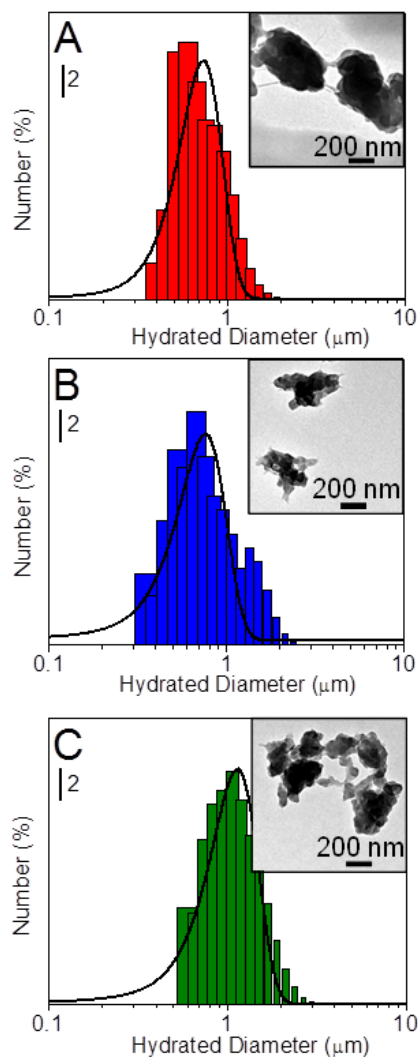 A
2
200 nm
Number (%)
0.1 1 10
Hydrated Diameter (μm)
B
2
200 nm
Number (%)
0.1 1 10
Hydrated Diameter (μm)
C
2
200 nm
Number (%)
0.1 1 10
Hydrated Diameter (μm)